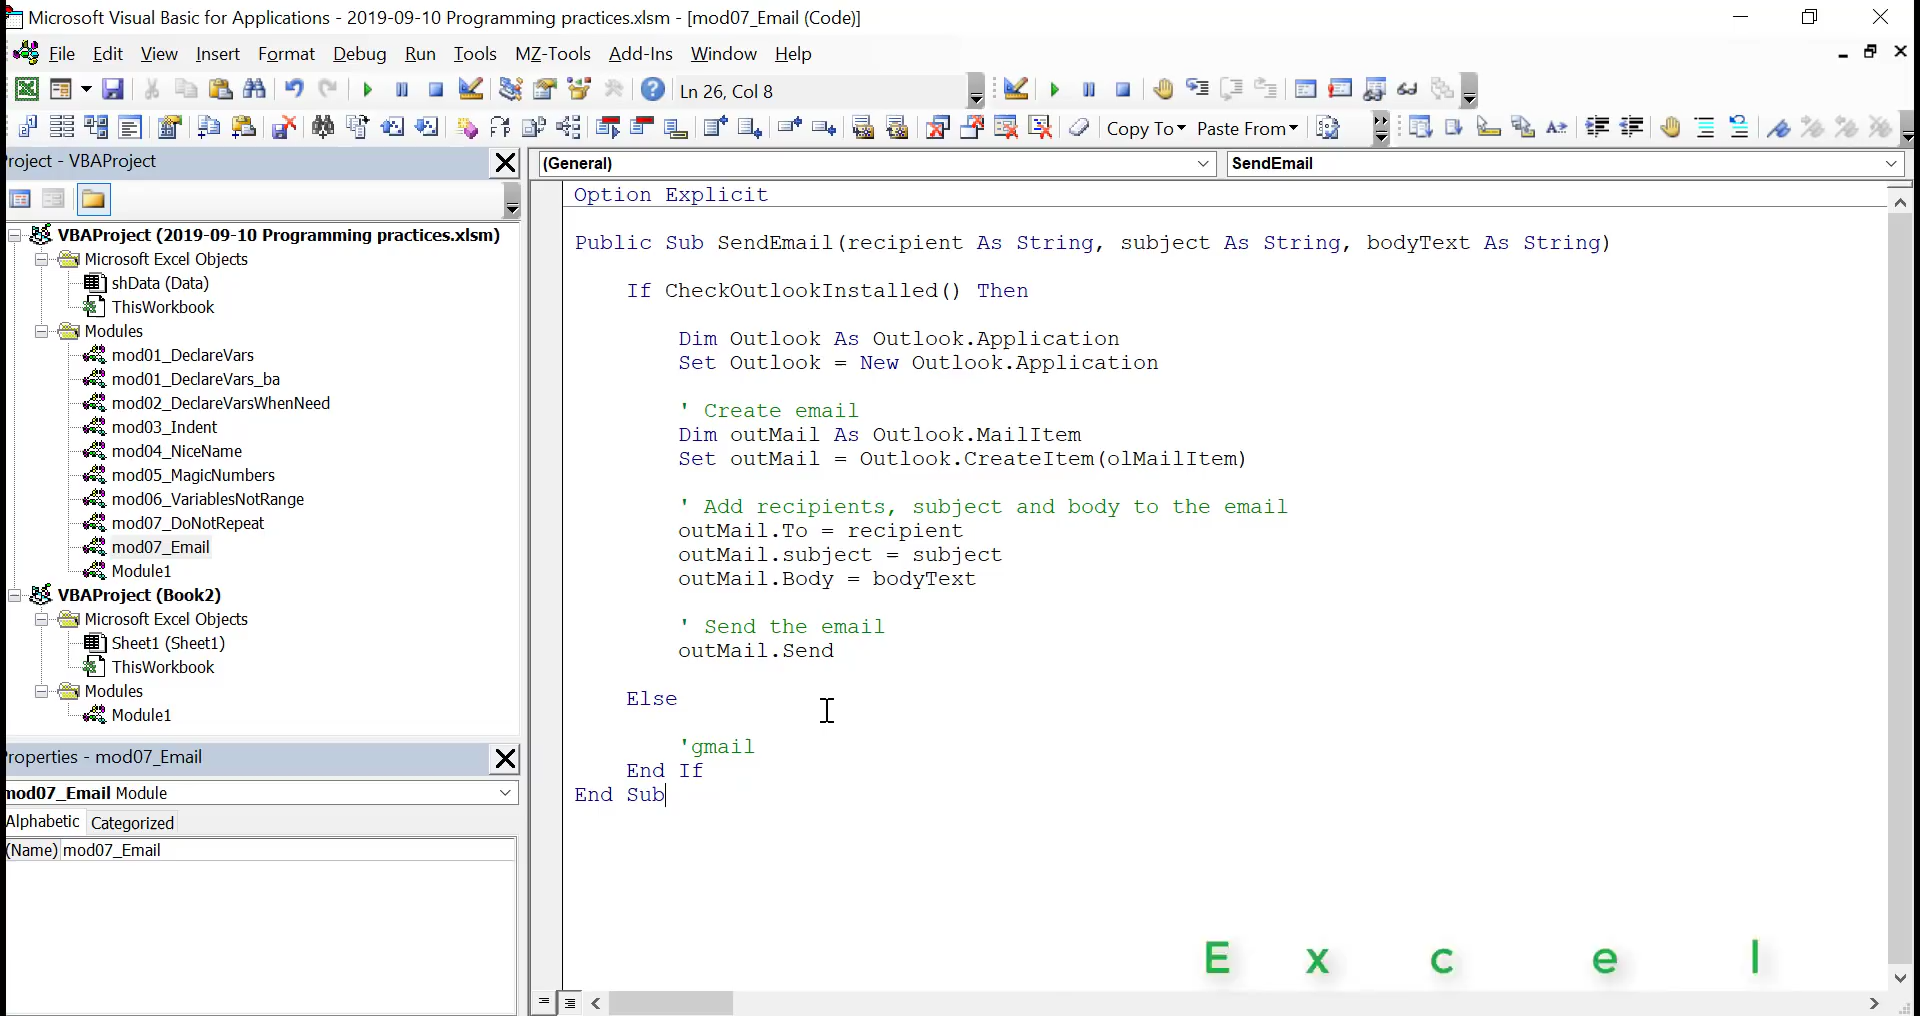 Microsoft Visual Basic for Applications - 2019-09-10 Programming practices.xlsm - [mod07_Email (Code)]
File Edit View Insert Format Debug Run Tools MZ-Tools Add-Ins Window Help
Ln 26, Col 8
Copy To Paste From
roject - VBAProject
(General)
SendEmail
VBAProject (2019-09-10 Programming practices.xlsm)
Microsoft Excel Objects
shData (Data)
ThisWorkbook
Modules
mod01_DeclareVars
mod01_DeclareVars_ba
mod02_DeclareVarsWhenNeed
mod03_Indent
mod04_NiceName
mod05_MagicNumbers
mod06_VariablesNotRange
mod07_DoNotRepeat
mod07_Email
Module1
VBAProject (Book2)
Microsoft Excel Objects
Sheet1 (Sheet1)
ThisWorkbook
Modules
Module1
roperties - mod07_Email
mod07_Email Module
Alphabetic Categorized
(Name) mod07_Email
Option Explicit
Public Sub SendEmail(recipient As String, subject As String, bodyText As String)
If CheckOutlookInstalled() Then
Dim Outlook As Outlook.Application
Set Outlook = New Outlook.Application
' Create email
Dim outMail As Outlook.MailItem
Set outMail = Outlook.CreateItem(olMailItem)
' Add recipients, subject and body to the email
outMail.To = recipient
outMail.subject = subject
outMail.Body = bodyText
' Send the email
outMail.Send
Else
'gmail
End If
End Sub
E x c e l